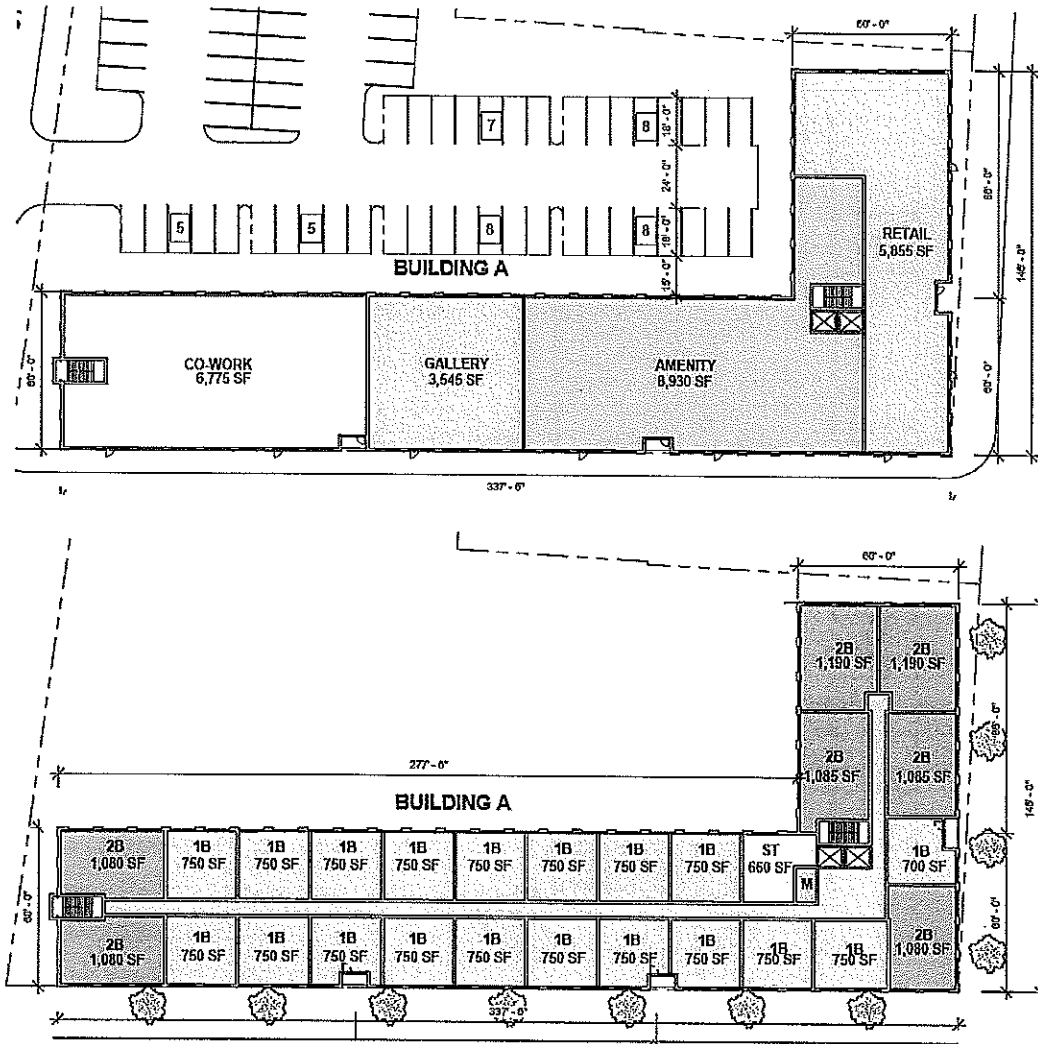 60'-0"
7
8
18'-0"
24'-0"
5
5
8
8
18'-0"
15'-0"
BUILDING A
RETAIL
5,855 SF
146'-0"
60'-0"
CO-WORK
6,775 SF
GALLERY
3,545 SF
AMENITY
8,930 SF
60'-0"
60'-0"
337'-6"
60'-0"
2B
1,190 SF
2B
1,190 SF
2B
1,085 SF
2B
1,085 SF
277'-6"
BUILDING A
146'-0"
2B
1,080 SF
1B
750 SF
1B
750 SF
1B
750 SF
1B
750 SF
1B
750 SF
1B
750 SF
1B
750 SF
1B
750 SF
ST
660 SF
M
1B
700 SF
60'-0"
60'-0"
2B
1,080 SF
1B
750 SF
1B
750 SF
1B
750 SF
1B
750 SF
1B
750 SF
1B
750 SF
1B
750 SF
1B
750 SF
1B
750 SF
1B
750 SF
2B
1,080 SF
337'-6"